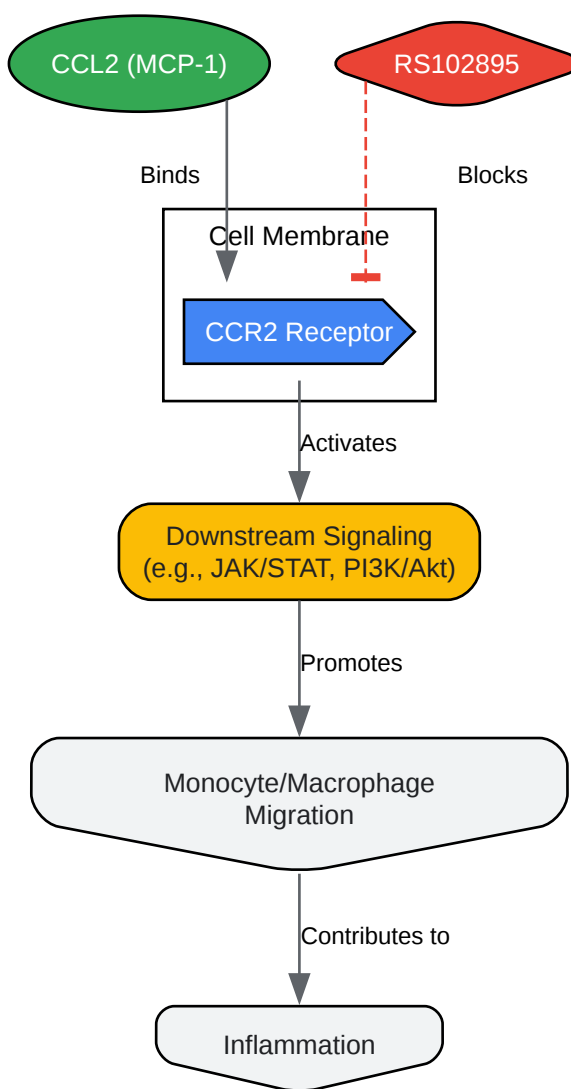 CCL2 (MCP-1)
RS102895
Binds
Blocks
Cell Membrane
CCR2 Receptor
Activates
Downstream Signaling
(e.g., JAK/STAT, PI3K/Akt)
Promotes
Monocyte/Macrophage
Migration
Contributes to
Inflammation